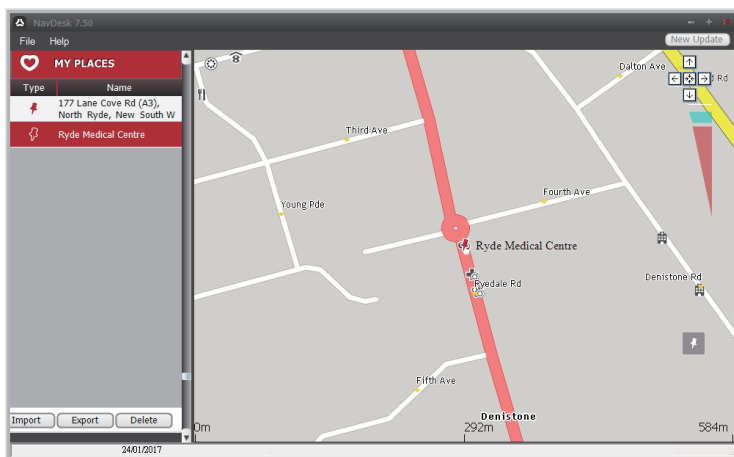 NavDesk 7.50
File Help
New Update
MY PLACES
Type Name
177 Lane Cove Rd (A3),
North Ryde, New South W
Ryde Medical Centre
Import Export Delete
24/01/2017
8
Dalton Ave
Rd
Third Ave
Fourth Ave
Young Pde
Ryde Medical Centre
Denistone Rd
Ryedale Rd
Fifth Ave
Denistone
0m 292m 584m